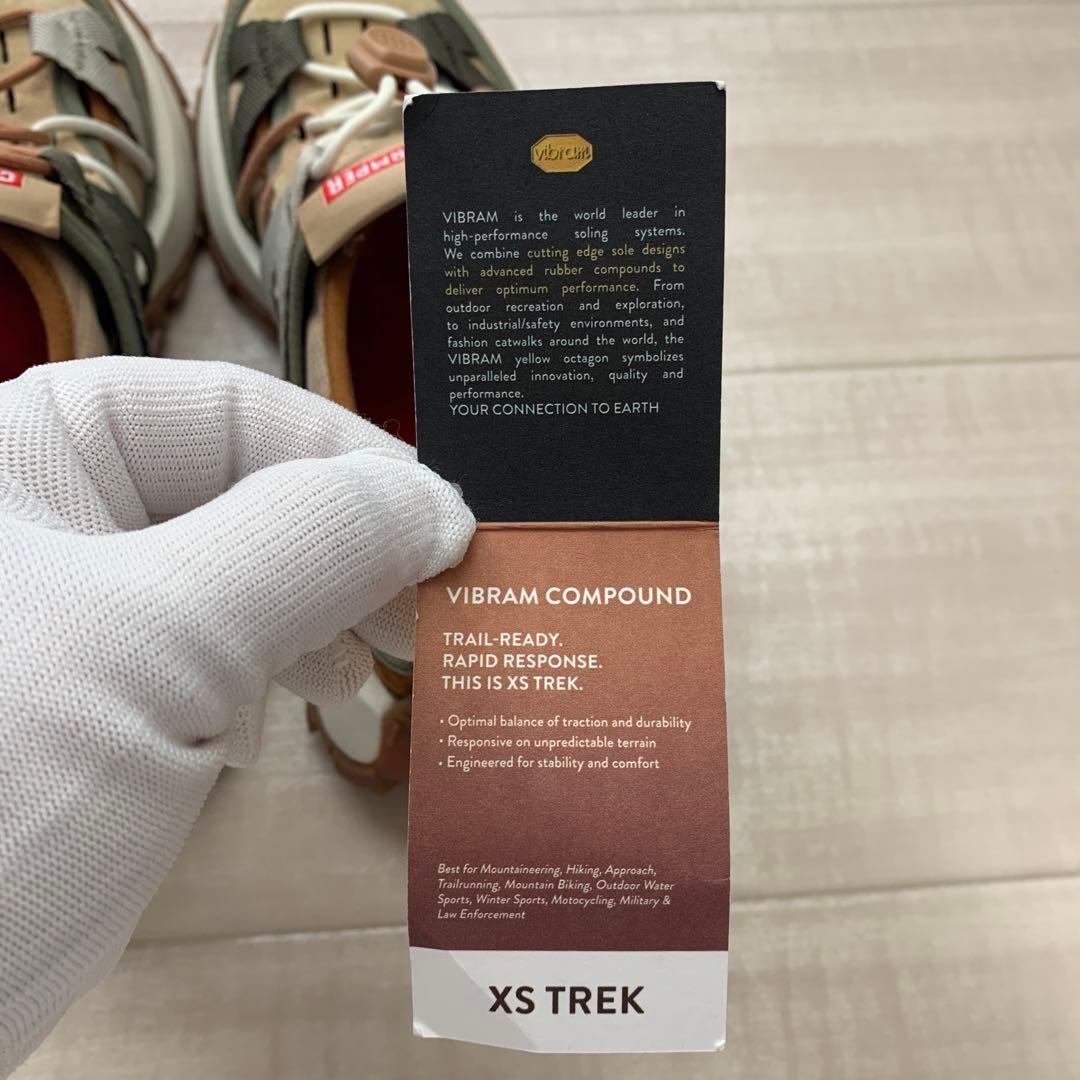 vibram
VIBRAM is the world leader in
high-performance soling systems.
We combine cutting edge sole designs
with advanced rubber compounds to
deliver optimum performance. From
outdoor recreation and exploration,
to industrial/safety environments, and
fashion catwalks around the world, the
VIBRAM yellow octagon symbolizes
unparalleled innovation, quality and
performance.
YOUR CONNECTION TO EARTH
VIBRAM COMPOUND
TRAIL-READY.
RAPID RESPONSE.
THIS IS XS TREK.
• Optimal balance of traction and durability
• Responsive on unpredictable terrain
• Engineered for stability and comfort
Best for Mountaineering, Hiking, Approach,
Trailrunning, Mountain Biking, Outdoor Water
Sports, Winter Sports, Motocycling, Military &
Law Enforcement
XS TREK